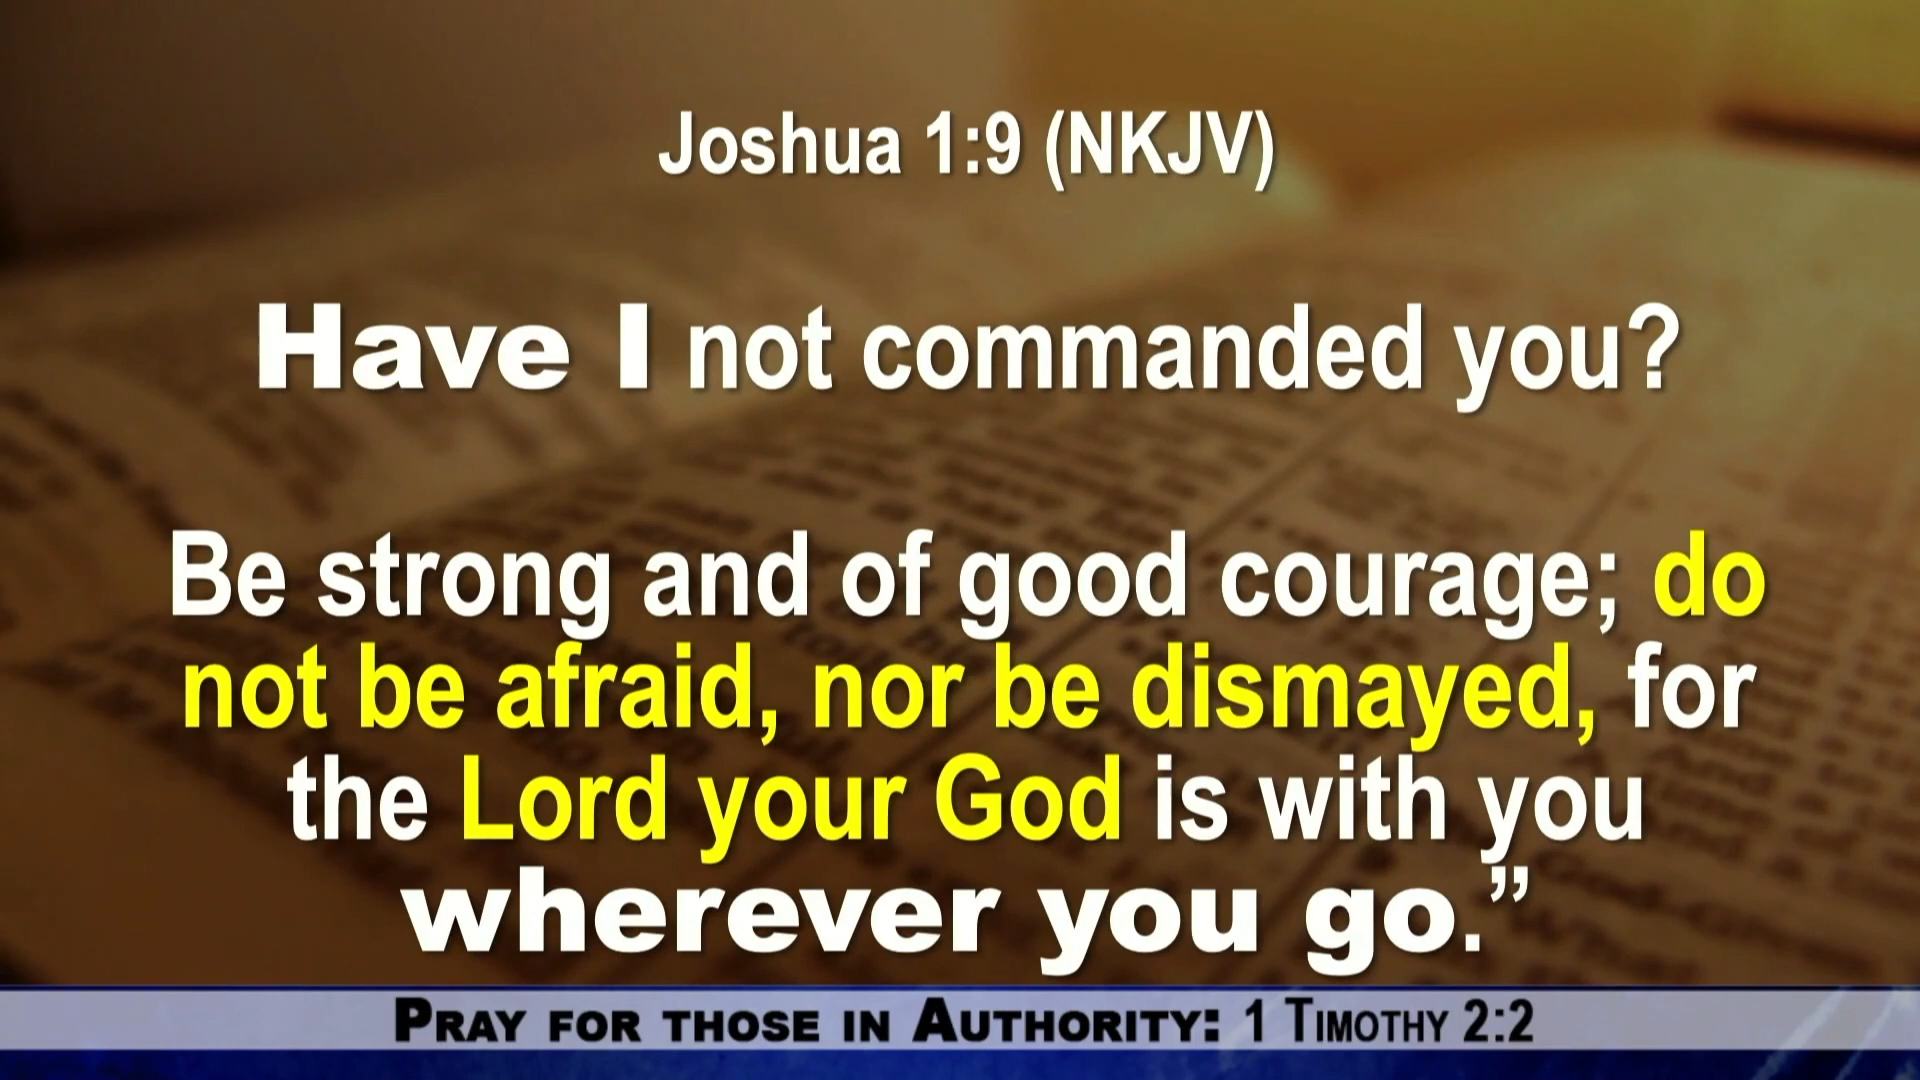 Joshua 1:9 (NKJV)
Have I not commanded you?
Be strong and of good courage; do
not be afraid, nor be dismayed, for
the Lord your God is with you
wherever you go.”
Pray for those in Authority: 1 Timothy 2:2